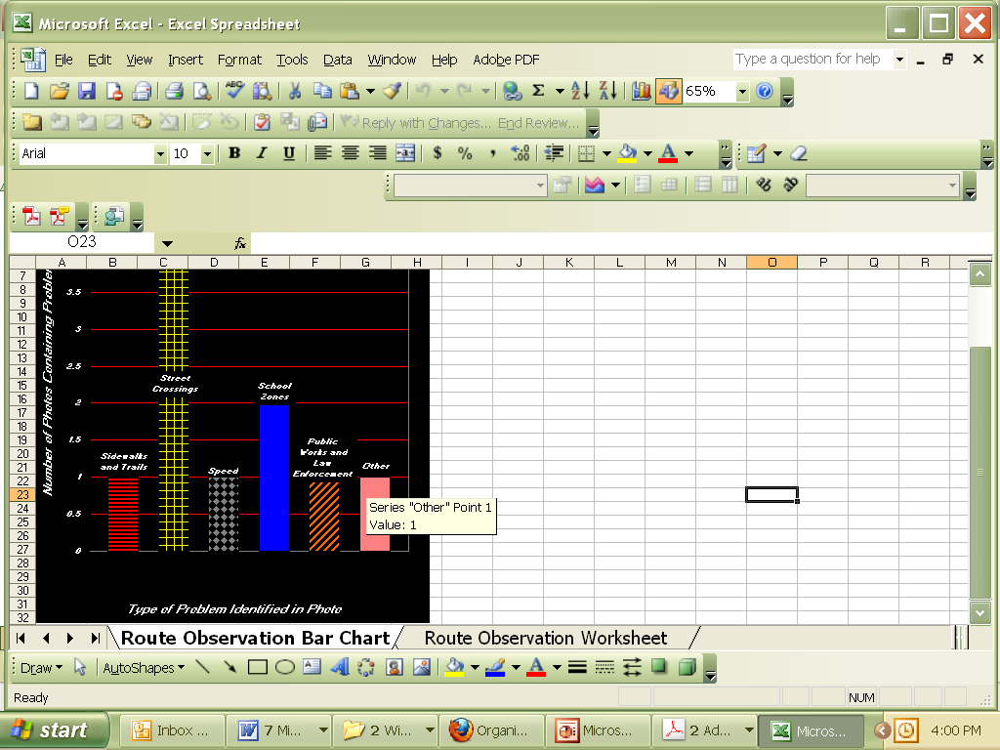 Microsoft Excel - Excel Spreadsheet
File Edit View Insert Format Tools Data Window Help Adobe PDF
Type a question for help
65%
Reply with Changes... End Review...
Arial 10 B I U $ % ,
O23 fx
A B C D E F G H I J K L M N O P Q R
7
8
9
10
11
12
13
14
15
16
17
18
19
20
21
22
23
24
25
26
27
28
29
30
31
32
Number of Photos Containing Problem
3.5
3
2.5
2
1.5
1
0.5
0
Street
Crossings
School
Zones
Sidewalks
and Trails
Speed
Public
Works and
Law
Enforcement
Other
Series "Other" Point 1
Value: 1
Type of Problem Identified in Photo
Route Observation Bar Chart Route Observation Worksheet
Draw AutoShapes
Ready NUM
start Inbox ... 7 Mi... 2 Wi... Organi... Micros... 2 Ad... Micros... 4:00 PM